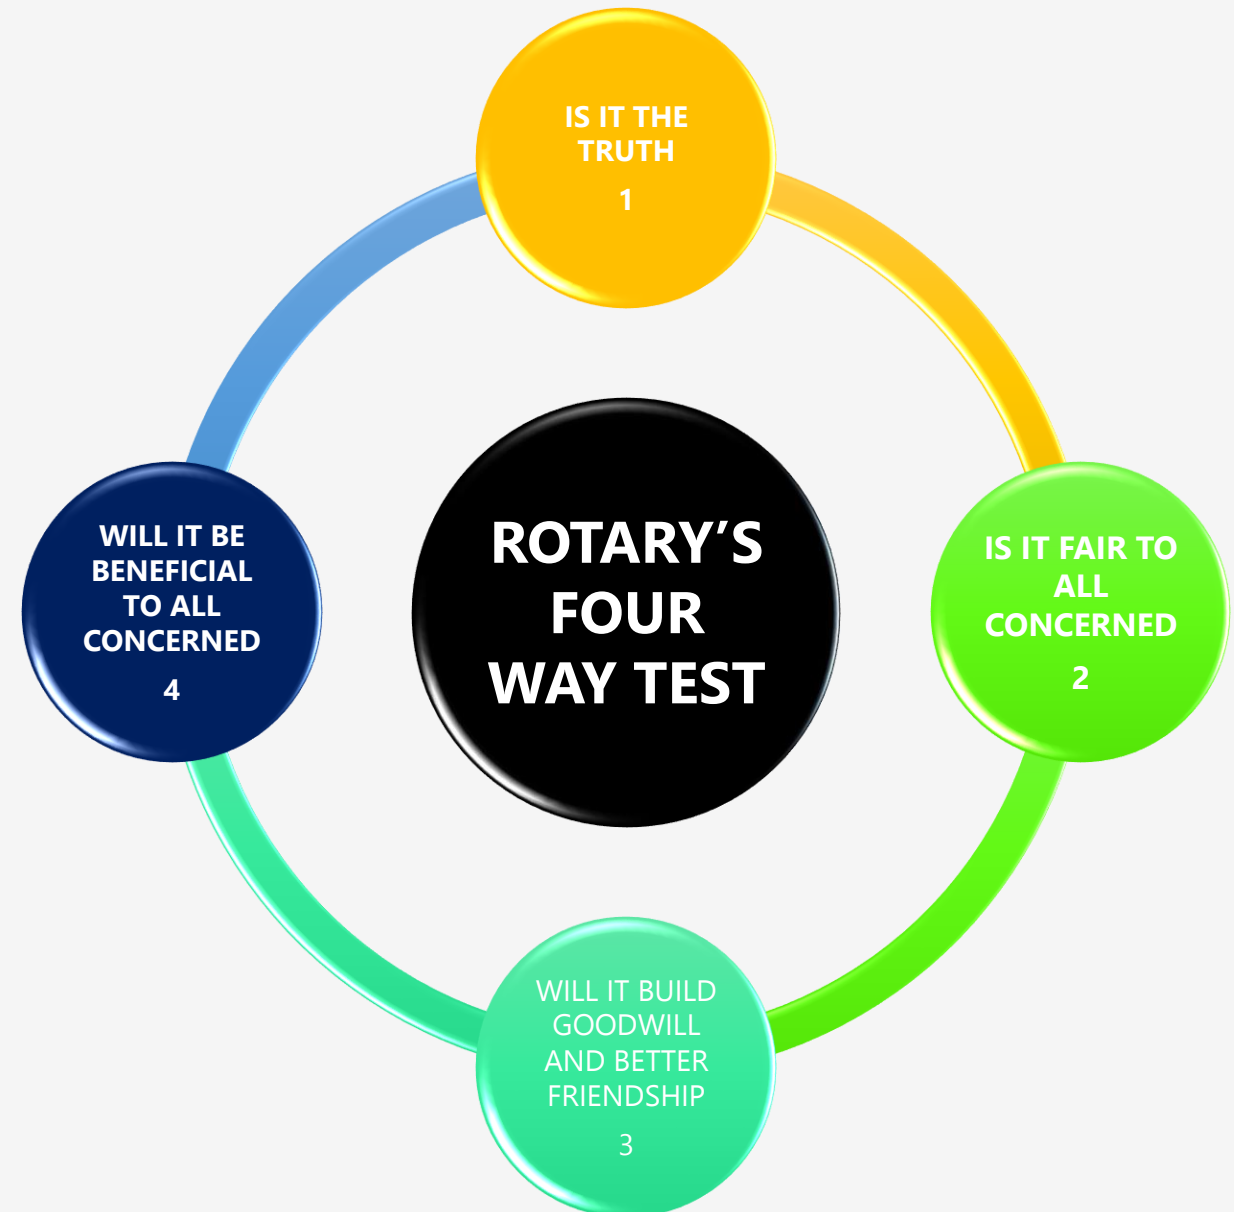 IS IT THE
TRUTH
1
ROTARY’S
FOUR
WAY TEST
IS IT FAIR TO
ALL
CONCERNED
2
WILL IT BUILD
GOODWILL
AND BETTER
FRIENDSHIP
3
WILL IT BE
BENEFICIAL
TO ALL
CONCERNED
4